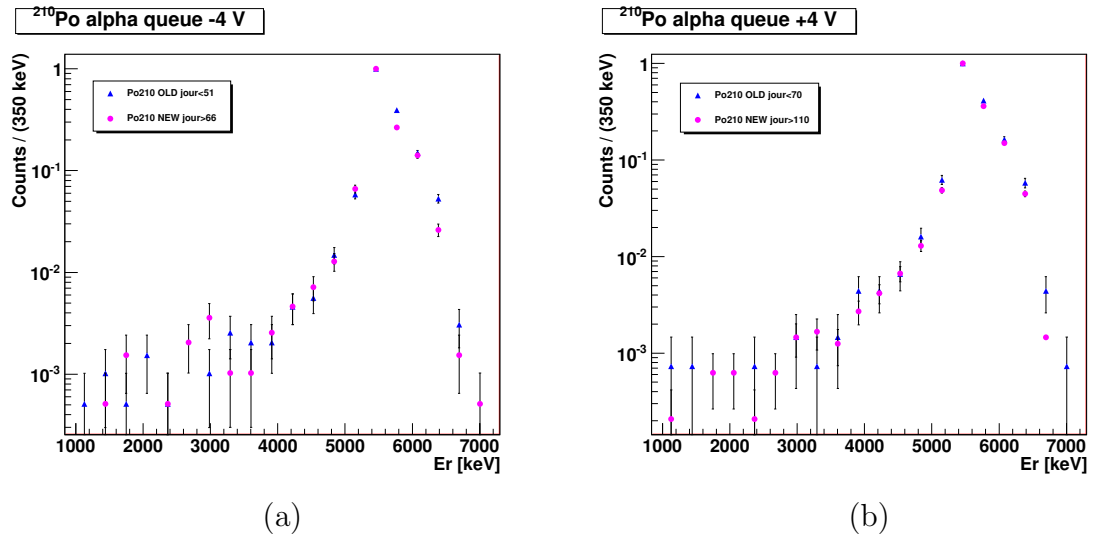 ²¹⁰Po alpha queue -4 V
Counts / (350 keV)
1
10⁻¹
10⁻²
10⁻³
Po210 OLD jour<51
Po210 NEW jour>66
1000 2000 3000 4000 5000 6000 7000
Er [keV]
(a)
²¹⁰Po alpha queue +4 V
Counts / (350 keV)
1
10⁻¹
10⁻²
10⁻³
Po210 OLD jour<70
Po210 NEW jour>110
1000 2000 3000 4000 5000 6000 7000
Er [keV]
(b)